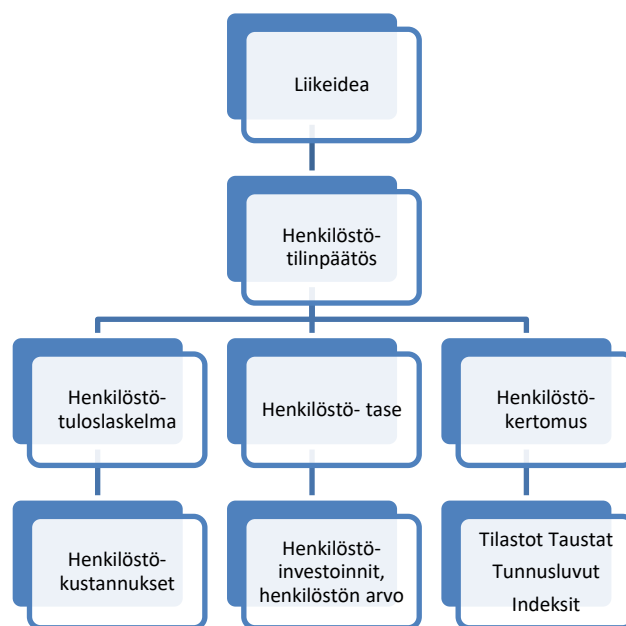 Liikeidea
Henkilöstö-
tilinpäätös
Henkilöstö-
tuloslaskelma
Henkilöstö- tase
Henkilöstö-
kertomus
Henkilöstö-
kustannukset
Henkilöstö-
investoinnit,
henkilöstön arvo
Tilastot Taustat
Tunnusluvut
Indeksit